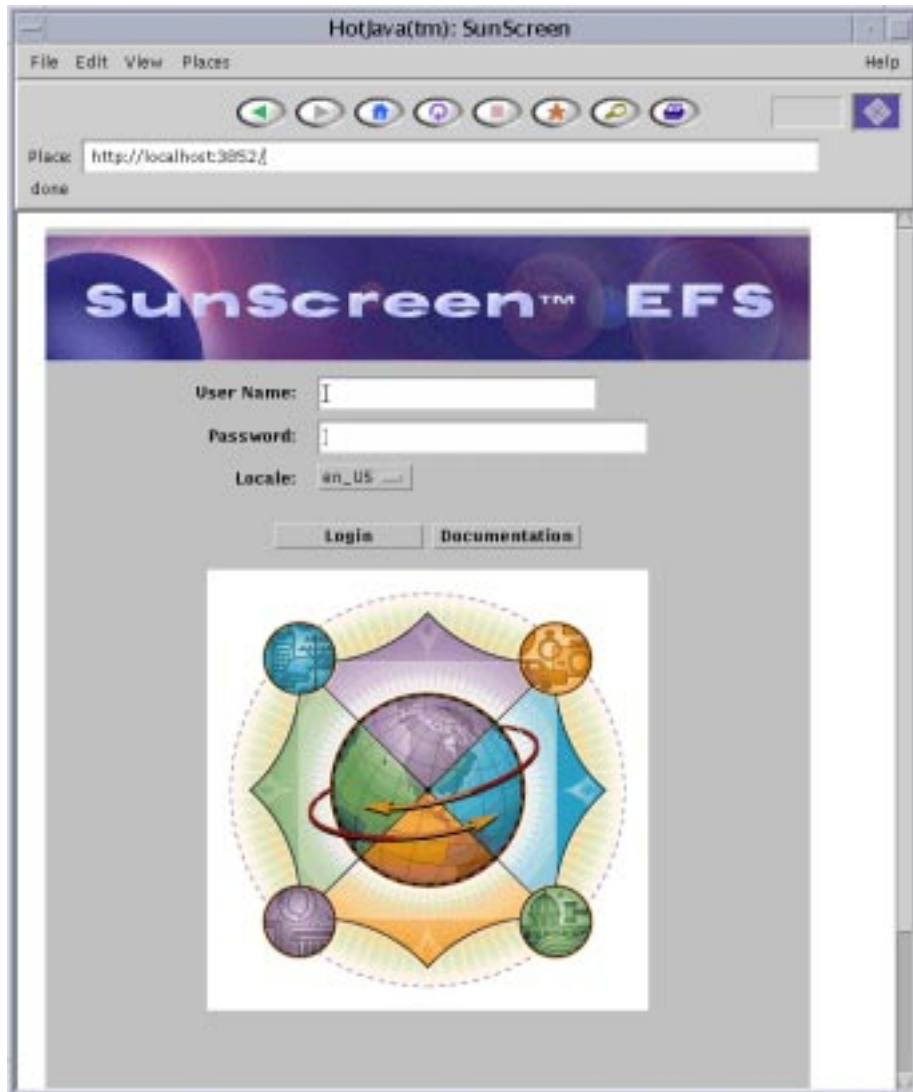 HotJava(tm): SunScreen
File Edit View Places Help
Place: http://localhost:3852/
done
SunScreen™ EFS
User Name:
Password:
Locale: en_US
Login Documentation